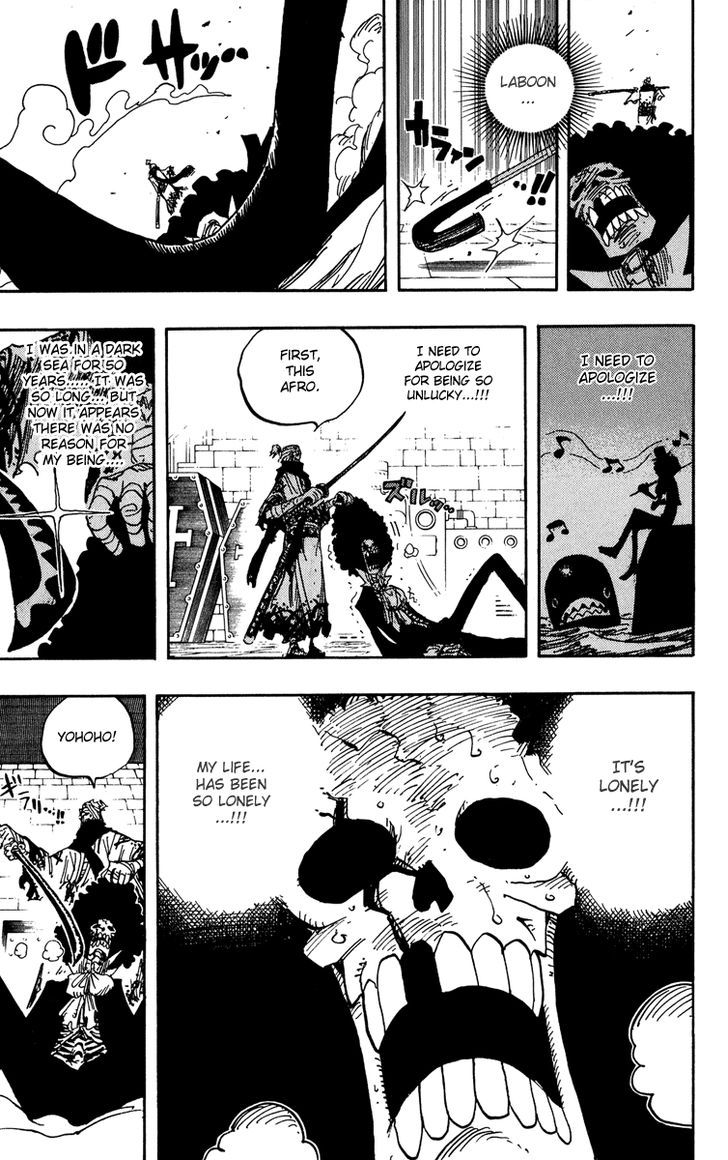 LABOON
...
カラァン
!!
ドサッ...
I NEED TO
APOLOGIZE
...!!!
I NEED TO
APOLOGIZE
FOR BEING SO
UNLUCKY...!!!
FIRST,
THIS
AFRO.
I WAS IN A DARK
SEA FOR 50
YEARS..... IT WAS
SO LONG... BUT
NOW IT APPEARS
THERE WAS NO
REASON FOR
MY BEING....
IT'S
LONELY
...!!!
MY LIFE...
HAS BEEN
SO LONELY
...!!!
YOHOHO!